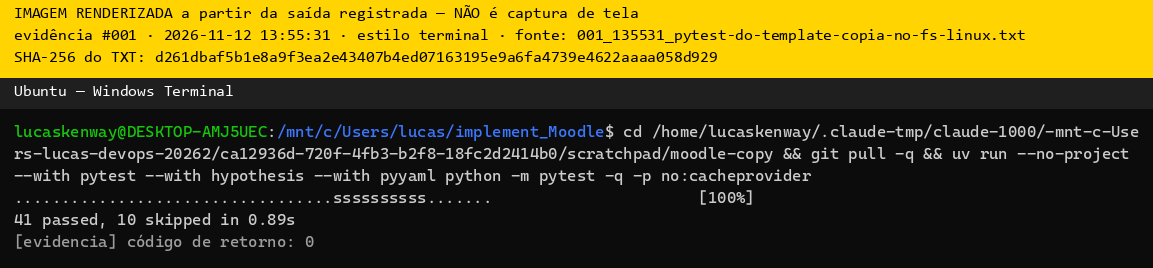 IMAGEM RENDERIZADA a partir da saída registrada — NÃO é captura de tela
evidência #001 · 2026-11-12 13:55:31 · estilo terminal · fonte: 001_135531_pytest-do-template-copia-no-fs-linux.txt
SHA-256 do TXT: d261dbaf5b1e8a9f3ea2e43407b4ed07163195e9a6fa4739e4622aaaa058d929
Ubuntu — Windows Terminal
lucaskenway@DESKTOP-AMJ5UEC:/mnt/c/Users/lucas/implement_Moodle$ cd /home/lucaskenway/.claude-tmp/claude-1000/-mnt-c-Use
rs-lucas-devops-20262/ca12936d-720f-4fb3-b2f8-18fc2d2414b0/scratchpad/moodle-copy && git pull -q && uv run --no-project
--with pytest --with hypothesis --with pyyaml python -m pytest -q -p no:cacheprovider
..................................ssssssssss.......                      [100%]
41 passed, 10 skipped in 0.89s
[evidencia] código de retorno: 0